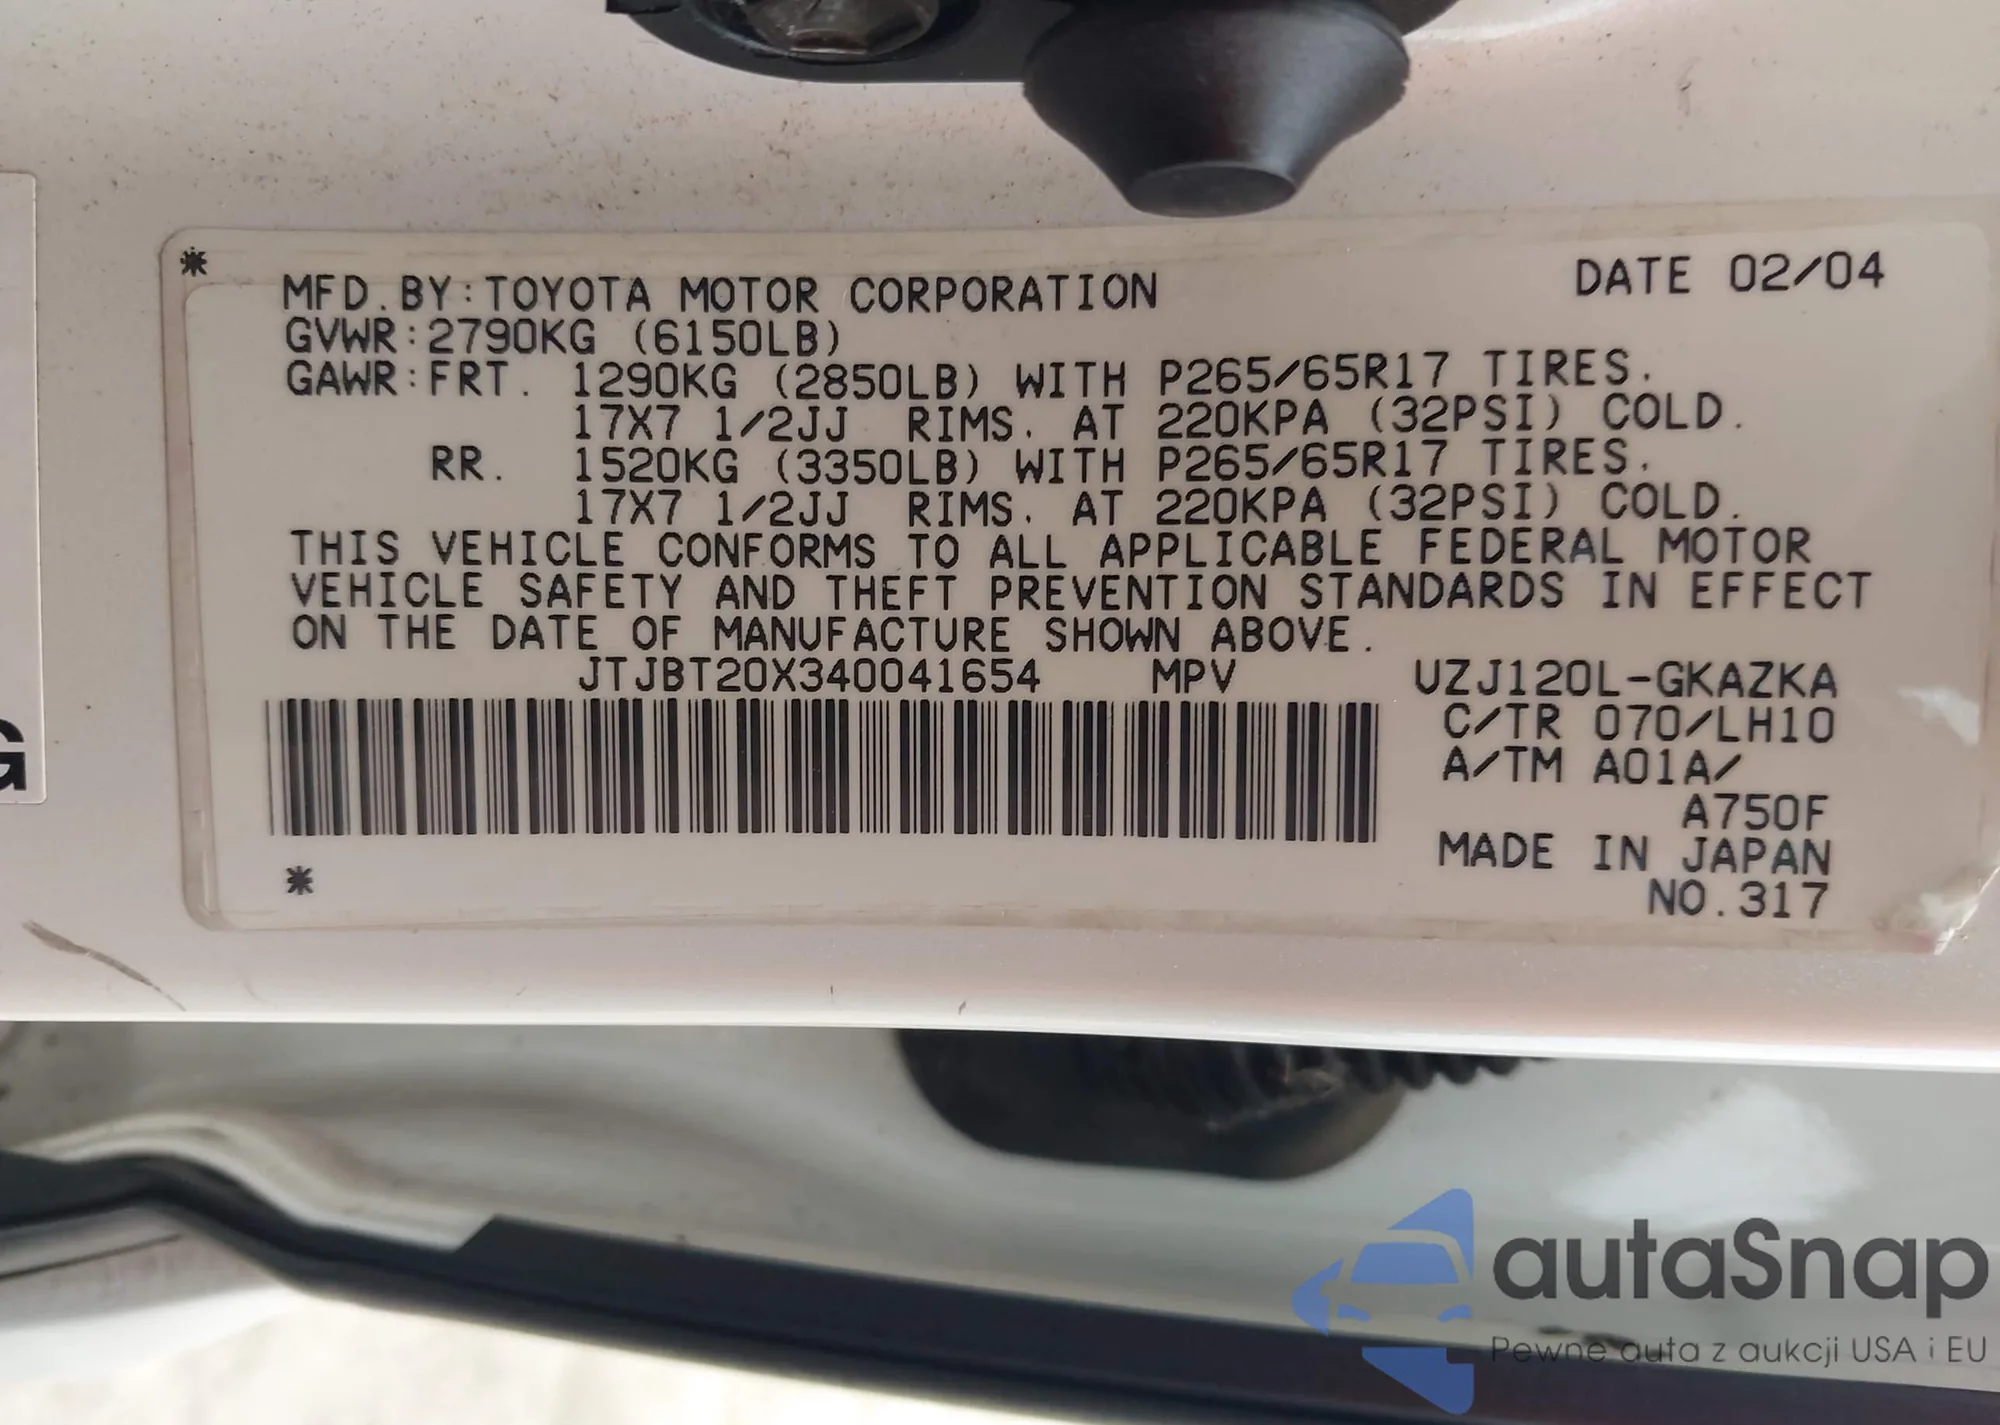 *
MFD.BY:TOYOTA MOTOR CORPORATION DATE 02/04
GVWR:2790KG (6150LB)
GAWR:FRT. 1290KG (2850LB) WITH P265/65R17 TIRES.
17X7 1/2JJ RIMS. AT 220KPA (32PSI) COLD.
RR. 1520KG (3350LB) WITH P265/65R17 TIRES.
17X7 1/2JJ RIMS. AT 220KPA (32PSI) COLD.
THIS VEHICLE CONFORMS TO ALL APPLICABLE FEDERAL MOTOR
VEHICLE SAFETY AND THEFT PREVENTION STANDARDS IN EFFECT
ON THE DATE OF MANUFACTURE SHOWN ABOVE.
JTJBT20X340041654 MPV UZJ120L-GKAZKA
C/TR 070/LH10
A/TM A01A/
A750F
MADE IN JAPAN
* NO.317
G
autaSnap
Pewne auta z aukcji USA i EU